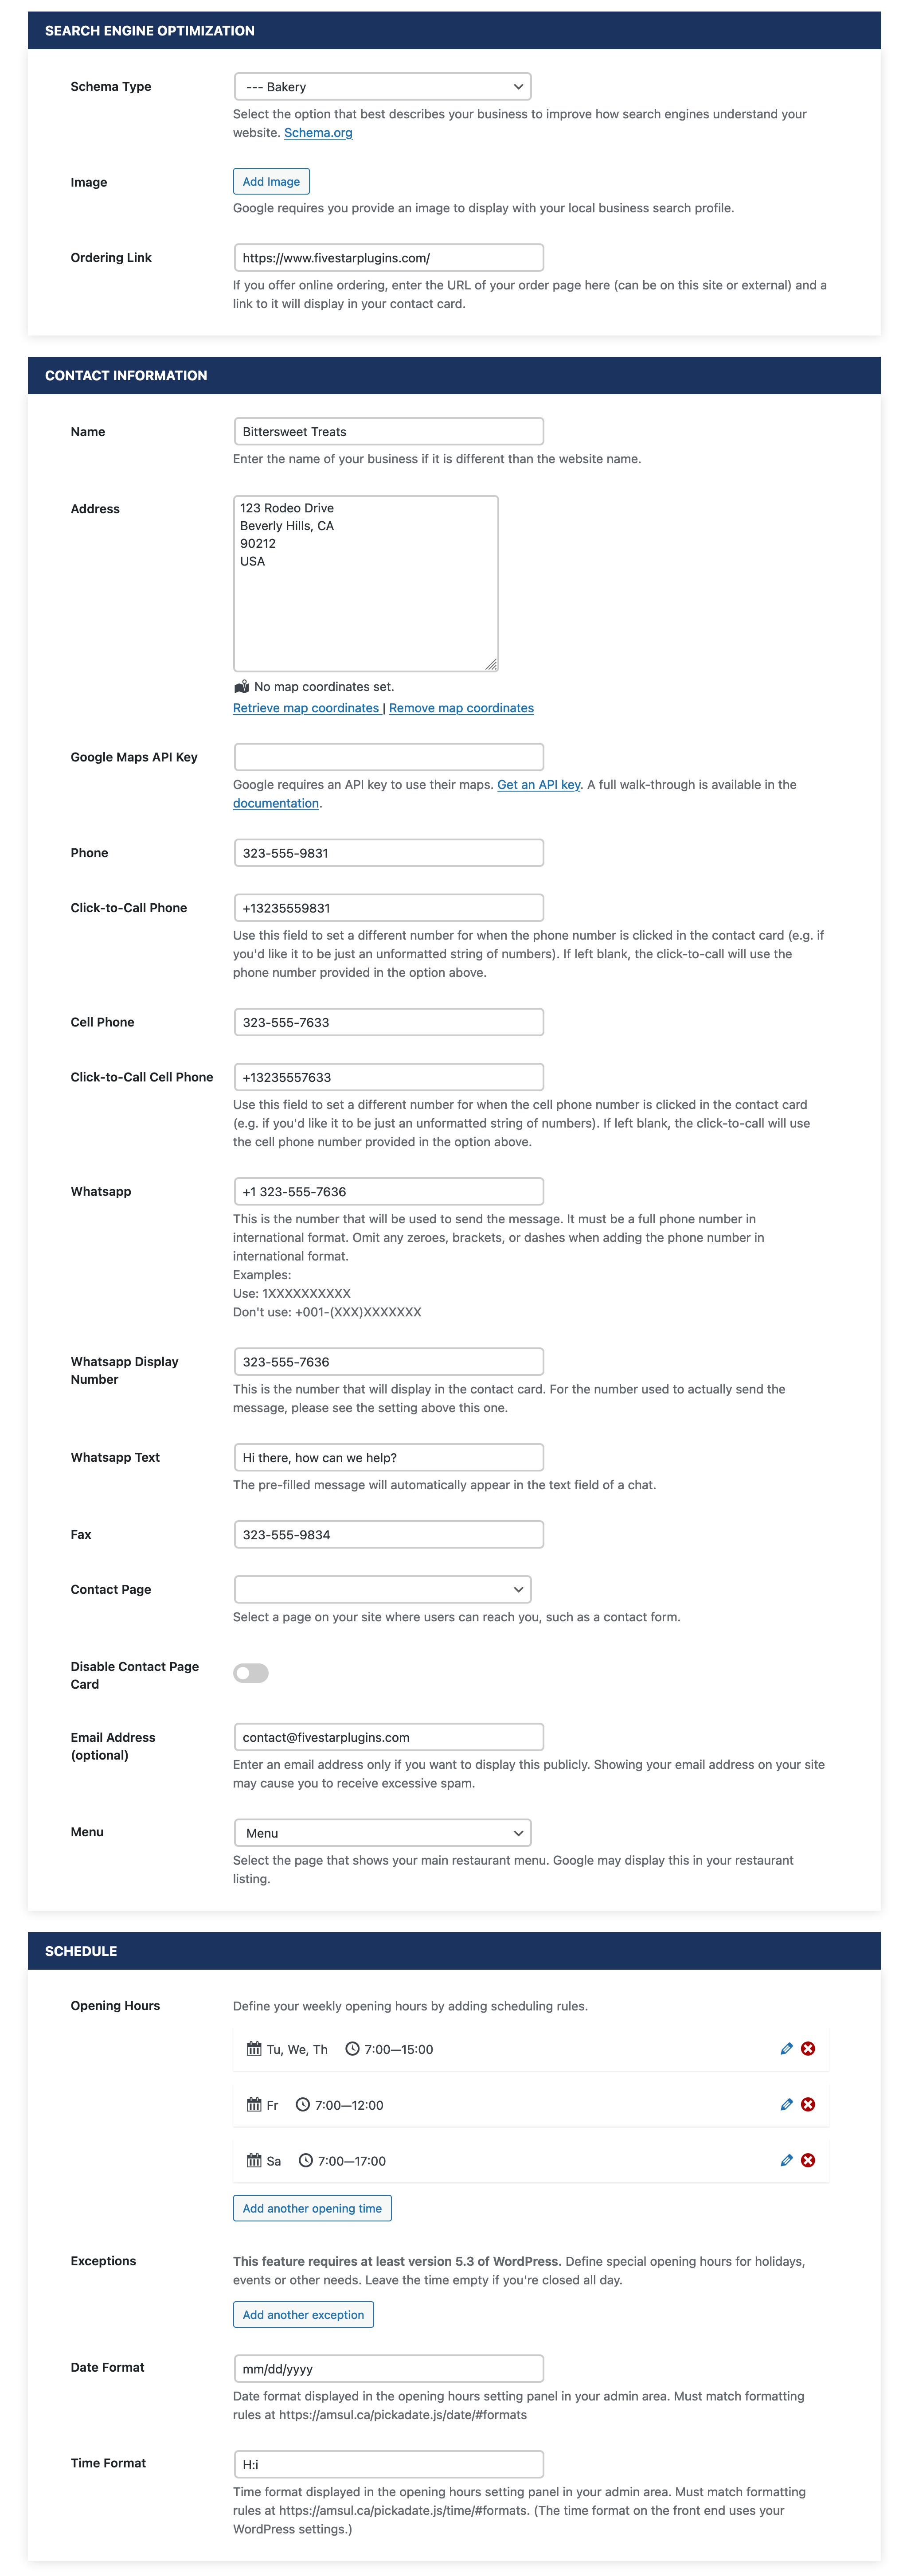 SEARCH ENGINE OPTIMIZATION
Schema Type
--- Bakery
Select the option that best describes your business to improve how search engines understand your
website. Schema.org
Image
Add Image
Google requires you provide an image to display with your local business search profile.
Ordering Link
https://www.fivestarplugins.com/
If you offer online ordering, enter the URL of your order page here (can be on this site or external) and a
link to it will display in your contact card.
CONTACT INFORMATION
Name
Bittersweet Treats
Enter the name of your business if it is different than the website name.
Address
123 Rodeo Drive
Beverly Hills, CA
90212
USA
No map coordinates set.
Retrieve map coordinates | Remove map coordinates
Google Maps API Key
Google requires an API key to use their maps. Get an API key. A full walk-through is available in the
documentation.
Phone
323-555-9831
Click-to-Call Phone
+13235559831
Use this field to set a different number for when the phone number is clicked in the contact card (e.g. if
you'd like it to be just an unformatted string of numbers). If left blank, the click-to-call will use the
phone number provided in the option above.
Cell Phone
323-555-7633
Click-to-Call Cell Phone
+13235557633
Use this field to set a different number for when the cell phone number is clicked in the contact card
(e.g. if you'd like it to be just an unformatted string of numbers). If left blank, the click-to-call will use
the cell phone number provided in the option above.
Whatsapp
+1 323-555-7636
This is the number that will be used to send the message. It must be a full phone number in
international format. Omit any zeroes, brackets, or dashes when adding the phone number in
international format.
Examples:
Use: 1XXXXXXXXXX
Don't use: +001-(XXX)XXXXXXX
Whatsapp Display
Number
323-555-7636
This is the number that will display in the contact card. For the number used to actually send the
message, please see the setting above this one.
Whatsapp Text
Hi there, how can we help?
The pre-filled message will automatically appear in the text field of a chat.
Fax
323-555-9834
Contact Page
Select a page on your site where users can reach you, such as a contact form.
Disable Contact Page
Card
Email Address
(optional)
contact@fivestarplugins.com
Enter an email address only if you want to display this publicly. Showing your email address on your site
may cause you to receive excessive spam.
Menu
Menu
Select the page that shows your main restaurant menu. Google may display this in your restaurant
listing.
SCHEDULE
Opening Hours
Define your weekly opening hours by adding scheduling rules.
Tu, We, Th 7:00—15:00
Fr 7:00—12:00
Sa 7:00—17:00
Add another opening time
Exceptions
This feature requires at least version 5.3 of WordPress. Define special opening hours for holidays,
events or other needs. Leave the time empty if you're closed all day.
Add another exception
Date Format
mm/dd/yyyy
Date format displayed in the opening hours setting panel in your admin area. Must match formatting
rules at https://amsul.ca/pickadate.js/date/#formats
Time Format
H:i
Time format displayed in the opening hours setting panel in your admin area. Must match formatting
rules at https://amsul.ca/pickadate.js/time/#formats. (The time format on the front end uses your
WordPress settings.)